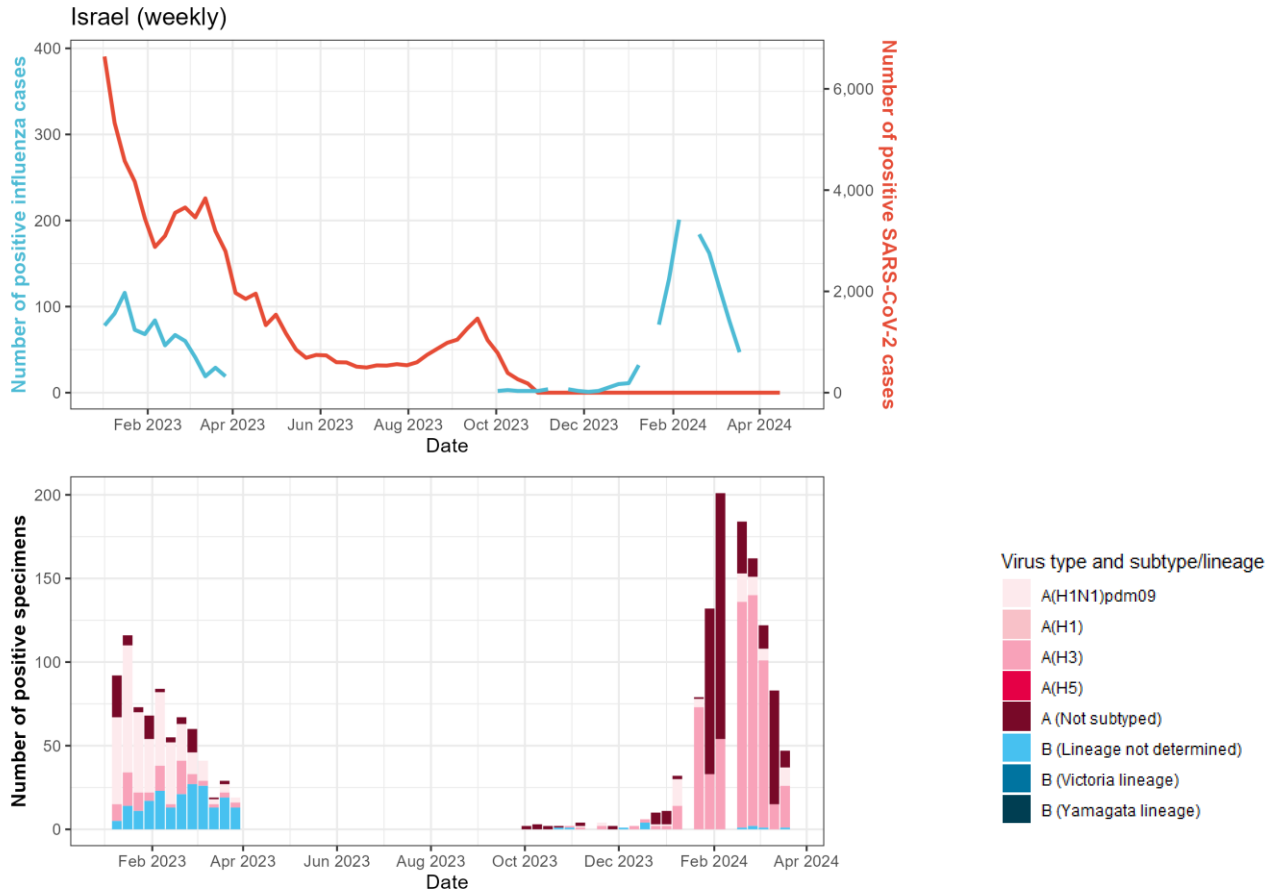 Israel (weekly)
Number of positive influenza cases
400
300
200
100
0
Number of positive SARS-CoV-2 cases
6,000
4,000
2,000
0
Feb 2023 Apr 2023 Jun 2023 Aug 2023 Oct 2023 Dec 2023 Feb 2024 Apr 2024
Date
Number of positive specimens
200
150
100
50
0
Feb 2023 Apr 2023 Jun 2023 Aug 2023 Oct 2023 Dec 2023 Feb 2024 Apr 2024
Date
Virus type and subtype/lineage
A(H1N1)pdm09
A(H1)
A(H3)
A(H5)
A (Not subtyped)
B (Lineage not determined)
B (Victoria lineage)
B (Yamagata lineage)